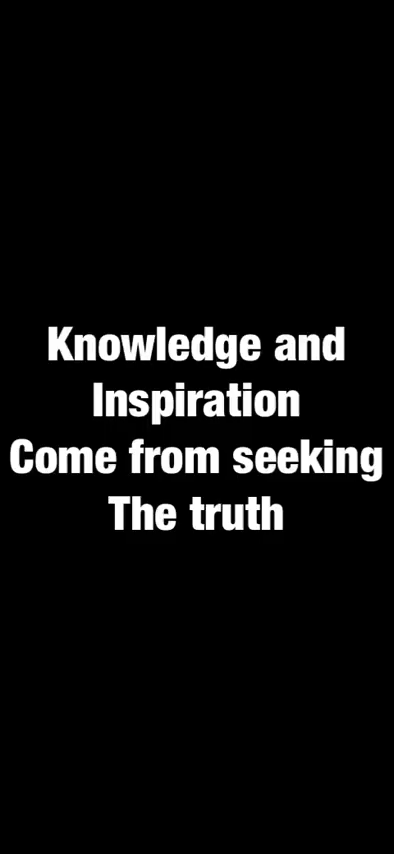 Knowledge and
Inspiration
Come from seeking
The truth